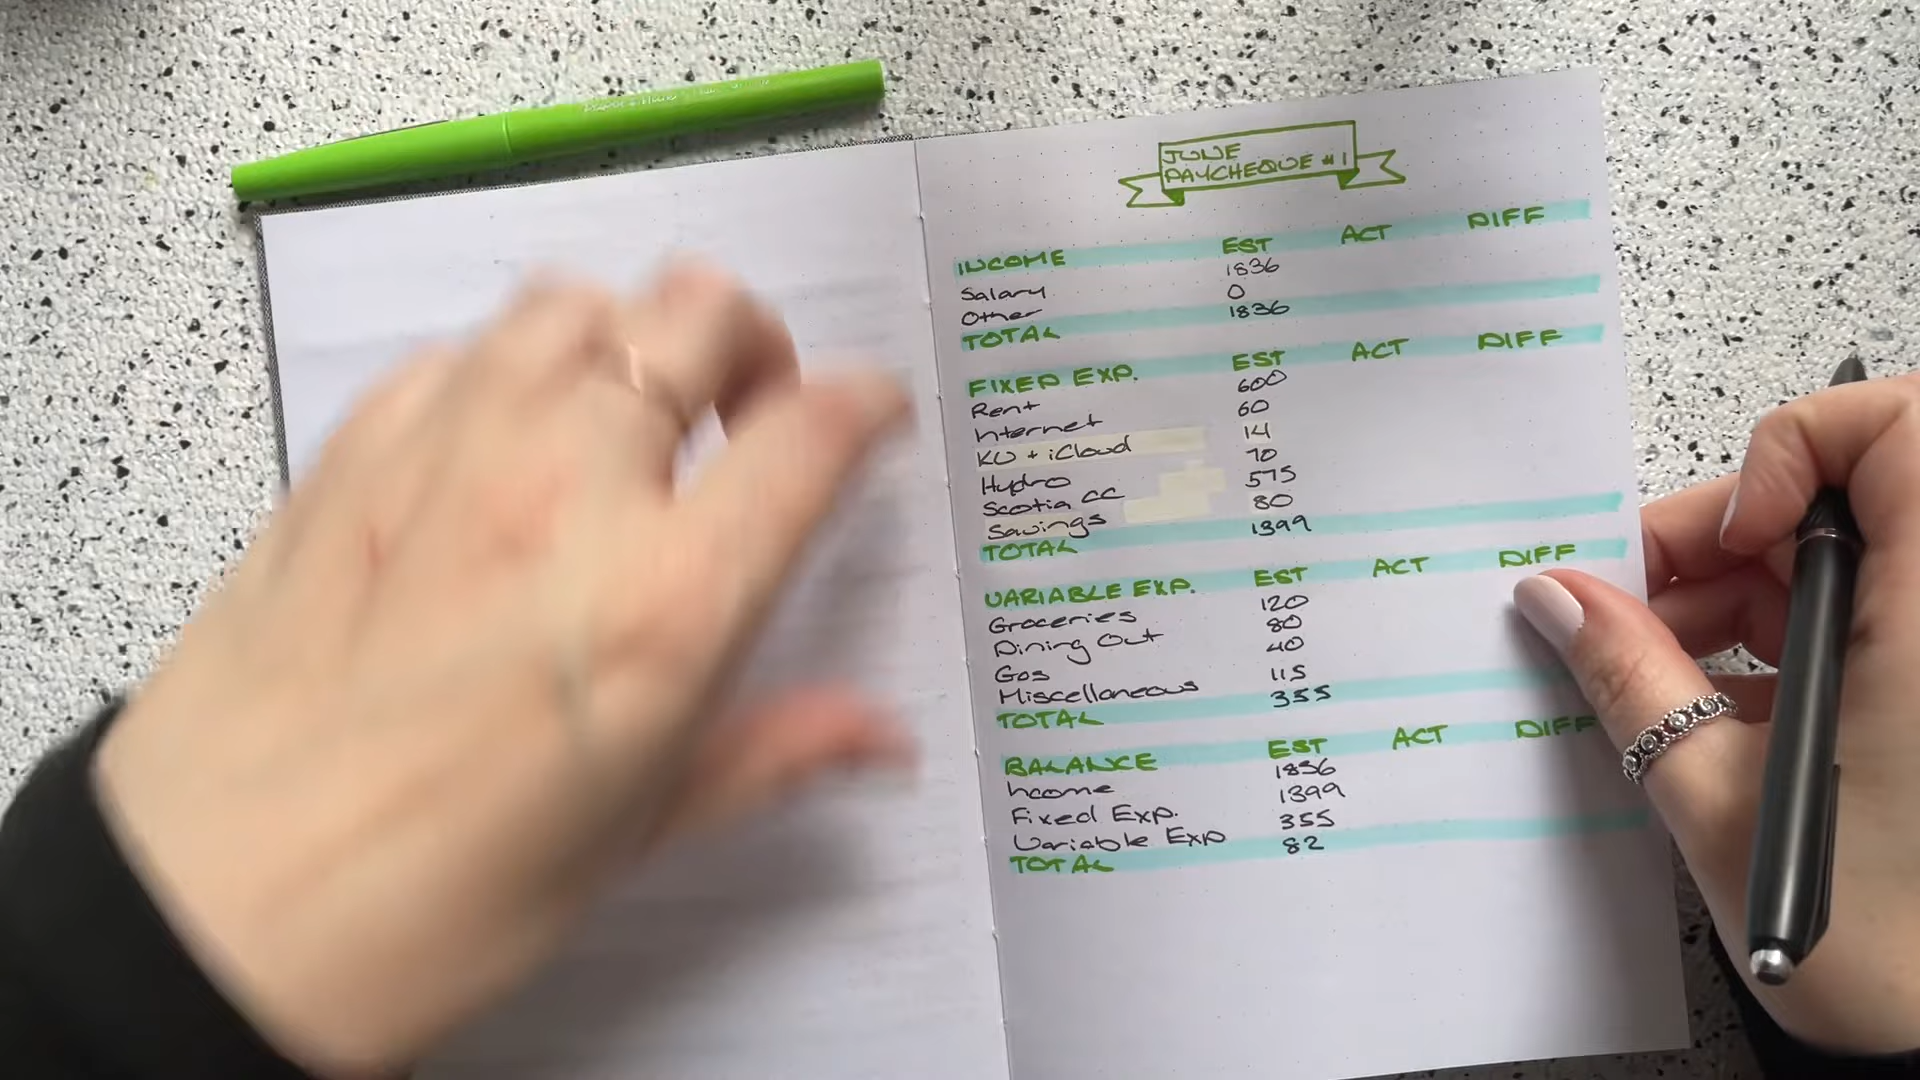 JUNE
PAYCHEQUE #1
INCOME EST ACT DIFF
Salary 1836
Other 0
TOTAL 1836
FIXED EXP. EST ACT DIFF
Rent 600
Internet 60
KU + iCloud 14
Hydro 70
Scotia CC 575
Savings 80
TOTAL 1399
VARIABLE EXP. EST ACT DIFF
Groceries 120
Dining Out 80
Gas 40
Miscellaneous 115
TOTAL 355
BALANCE EST ACT DIFF
Income 1836
Fixed Exp. 1399
Variable Exp 355
TOTAL 82